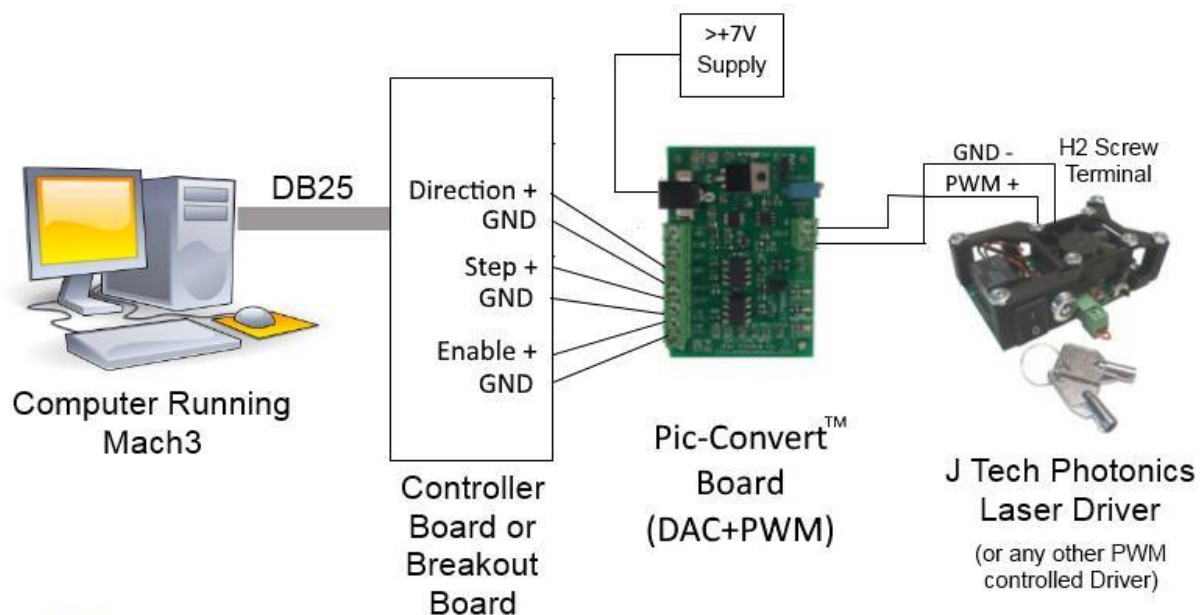 >+7V
Supply
DB25
Direction +
GND
Step +
GND
Enable +
GND
GND -
PWM +
H2 Screw
Terminal
Computer Running
Mach3
Controller
Board or
Breakout
Board
Pic-Convert™
Board
(DAC+PWM)
J Tech Photonics
Laser Driver
(or any other PWM
controlled Driver)